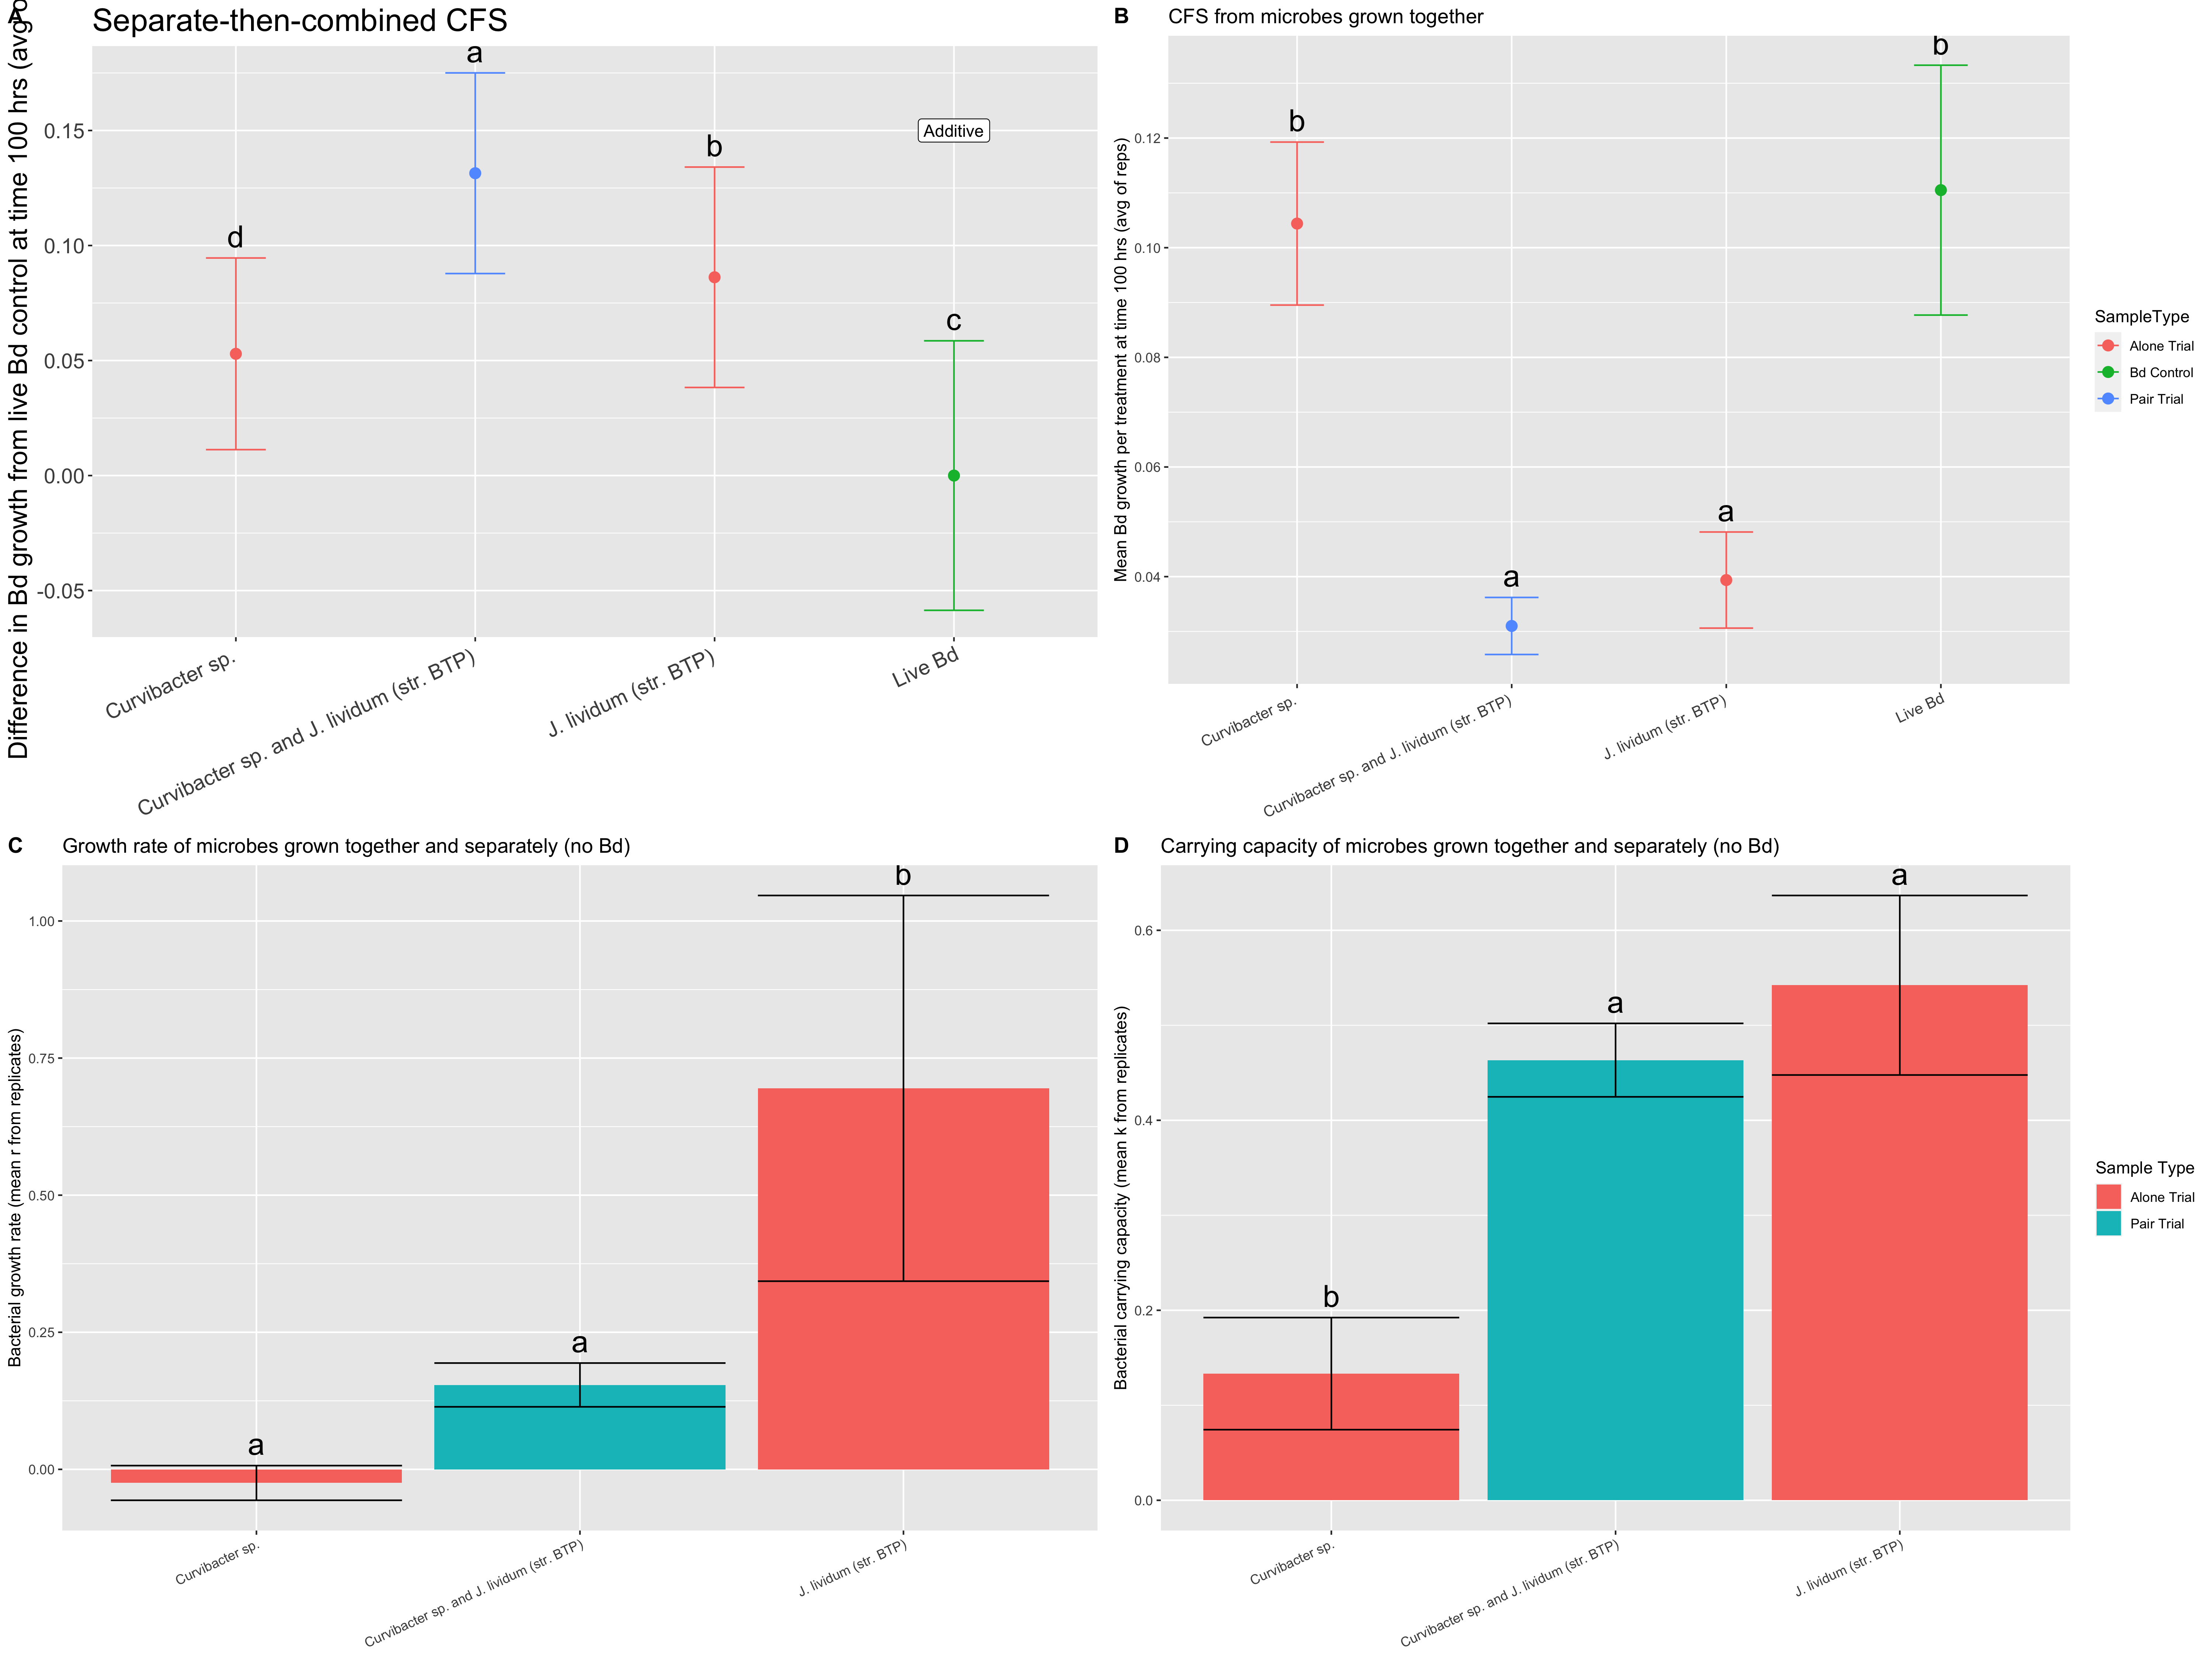 A
Separate-then-combined CFS
Difference in Bd growth from live Bd control at time 100 hrs (avg
0.15
0.10
0.05
0.00
-0.05
d
a
b
c
Additive
Curvibacter sp.
Curvibacter sp. and J. lividum (str. BTP)
J. lividum (str. BTP)
Live Bd
B
CFS from microbes grown together
Mean Bd growth per treatment at time 100 hrs (avg of reps)
0.12
0.10
0.08
0.06
0.04
b
a
a
b
Curvibacter sp.
Curvibacter sp. and J. lividum (str. BTP)
J. lividum (str. BTP)
Live Bd
SampleType
Alone Trial
Bd Control
Pair Trial
C
Growth rate of microbes grown together and separately (no Bd)
Bacterial growth rate (mean r from replicates)
1.00
0.75
0.50
0.25
0.00
a
a
b
Curvibacter sp.
Curvibacter sp. and J. lividum (str. BTP)
J. lividum (str. BTP)
D
Carrying capacity of microbes grown together and separately (no Bd)
Bacterial carrying capacity (mean k from replicates)
0.6
0.4
0.2
0.0
b
a
a
Curvibacter sp.
Curvibacter sp. and J. lividum (str. BTP)
J. lividum (str. BTP)
Sample Type
Alone Trial
Pair Trial